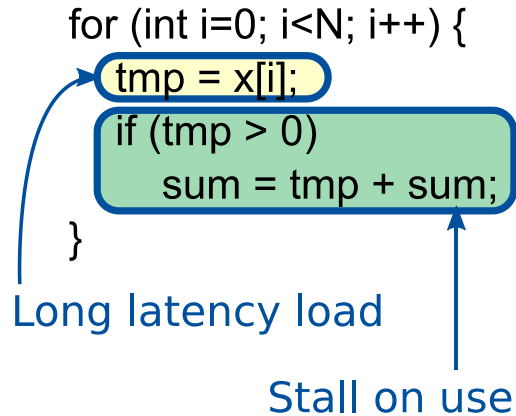 for (int i=0; i<N; i++) {
tmp = x[i];
if (tmp > 0)
sum = tmp + sum;
}
Long latency load
Stall on use